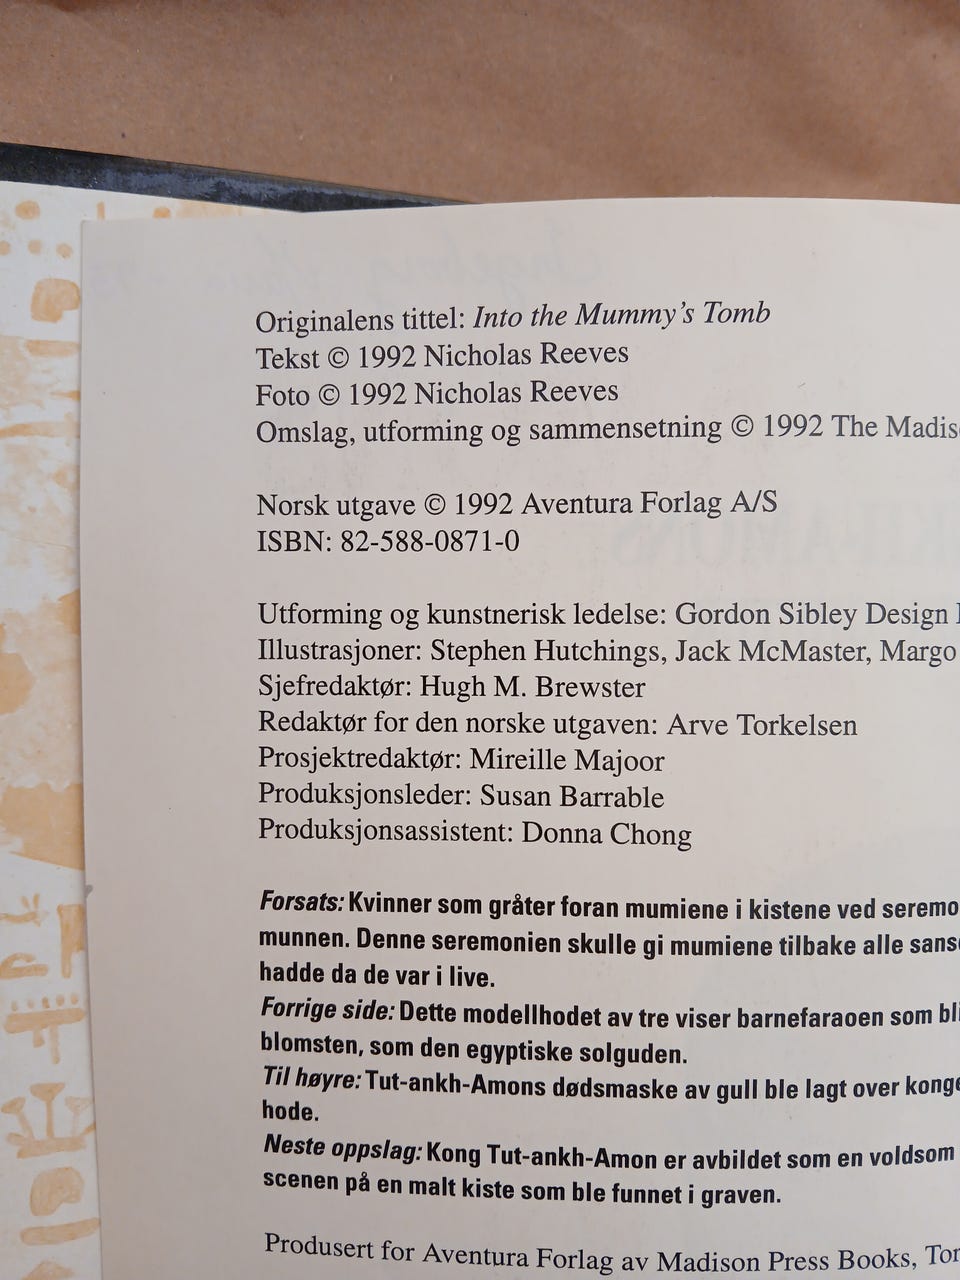 Originalens tittel: Into the Mummy's Tomb
Tekst © 1992 Nicholas Reeves
Foto © 1992 Nicholas Reeves
Omslag, utforming og sammensetning © 1992 The
Norsk utgave © 1992 Aventura Forlag A/S
ISBN: 82-588-0871-0
Utforming og kunstnerisk ledelse: Gordon Sibley Design
Illustrasjoner: Stephen Hutchings, Jack McMaster, Margo
Sjefredaktør: Hugh M. Brewster
Redaktør for den norske utgaven: Arve Torkelsen
Prosjektredaktør: Mireille Majoor
Produksjonsleder: Susan Barrable
Produksjonsassistent: Donna Chong
Forsats: Kvinner som gråter foran mumiene i kistene ved
munnen. Denne seremonien skulle gi mumiene tilbake alle
hadde da de var i live.
Forrige side: Dette modellhodet av tre viser barnefaraoen som
blomsten, som den egyptiske solguden.
Til høyre: Tut-ankh-Amons dødsmaske av gull ble lagt over
hode.
Neste oppslag: Kong Tut-ankh-Amon er avbildet som en voldsom
scenen på en malt kiste som ble funnet i graven.
Produsert for Aventura Forlag av Madison Press Books,